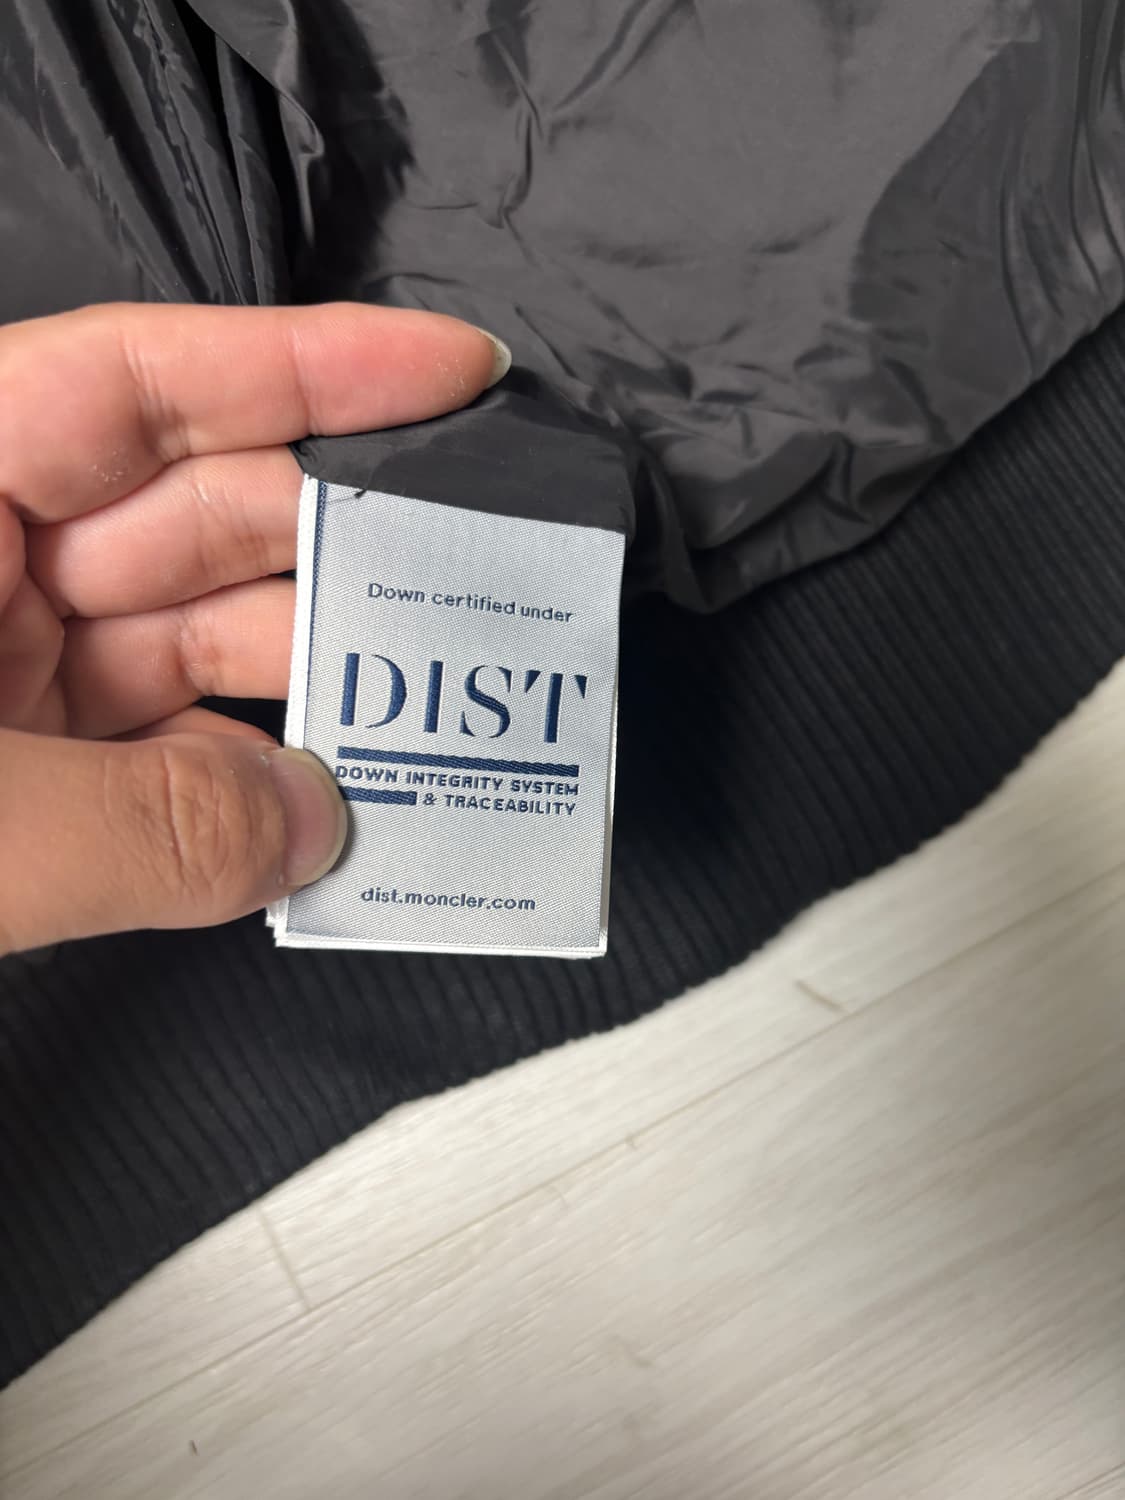 Down certified under
DIST
DOWN INTEGRITY SYSTEM
& TRACEABILITY
dist.moncler.com